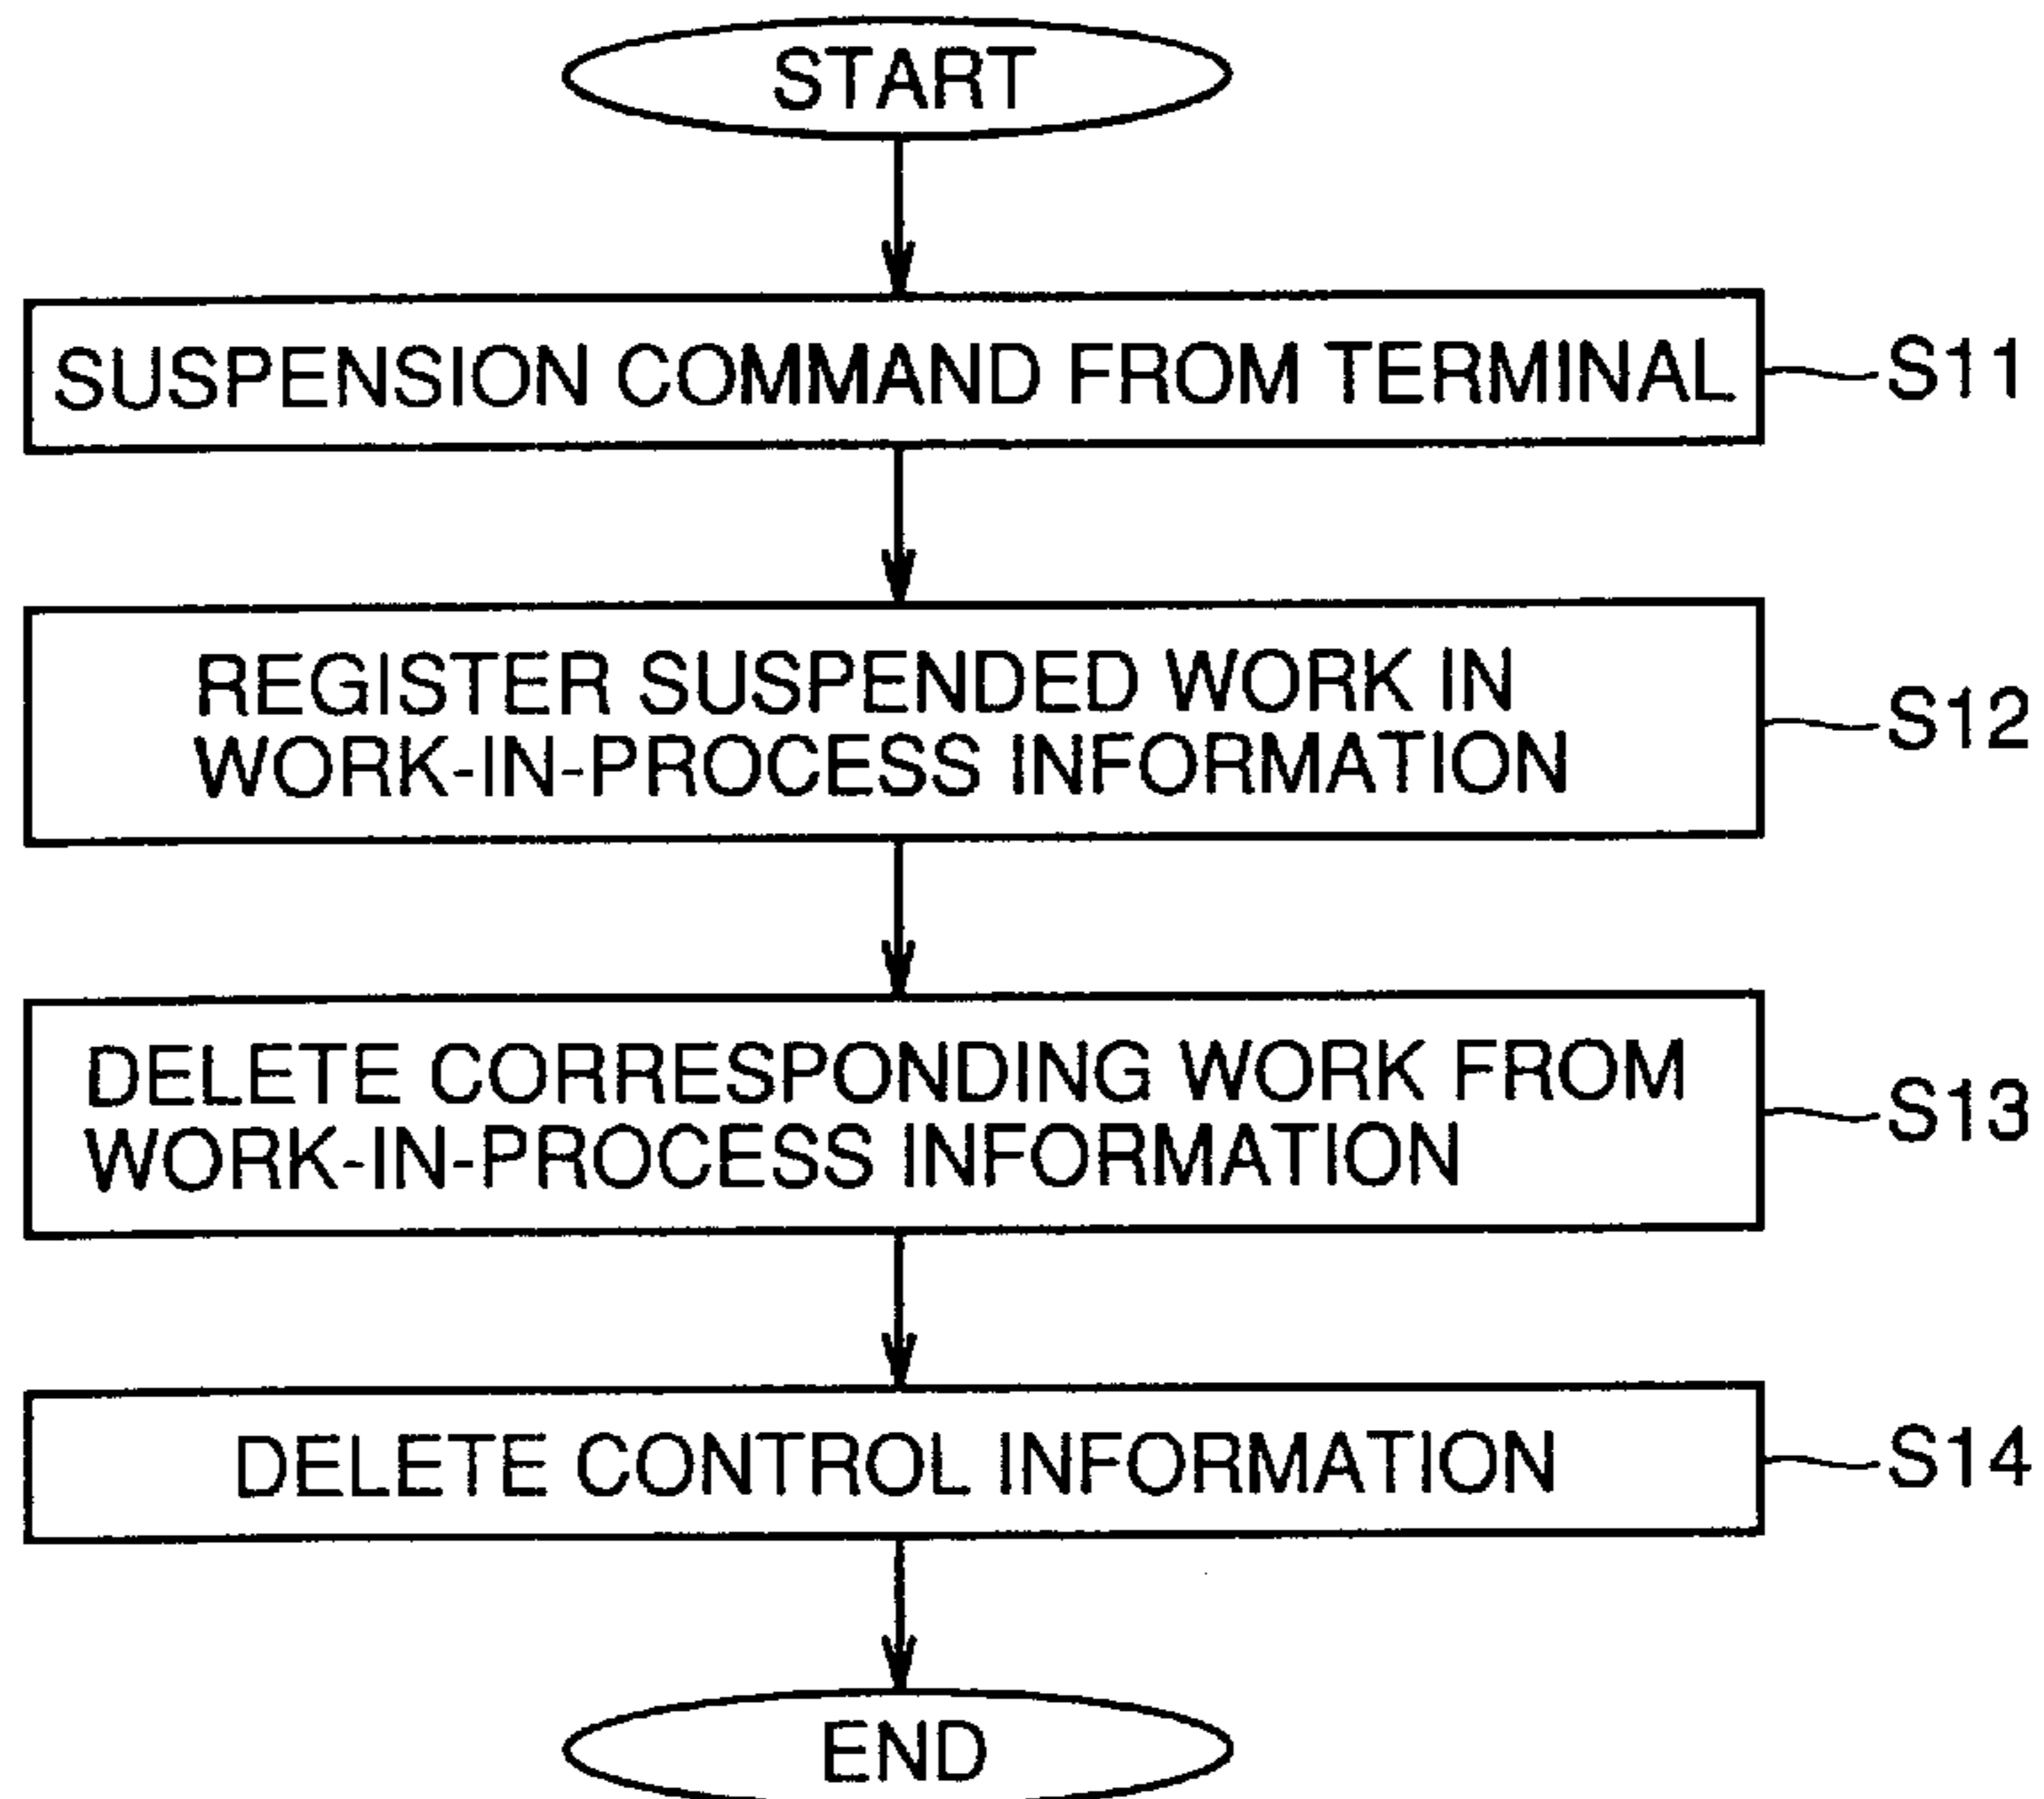 START
SUSPENSION COMMAND FROM TERMINAL
S11
REGISTER SUSPENDED WORK IN
WORK-IN-PROCESS INFORMATION
S12
DELETE CORRESPONDING WORK FROM
WORK-IN-PROCESS INFORMATION
S13
DELETE CONTROL INFORMATION
S14
END